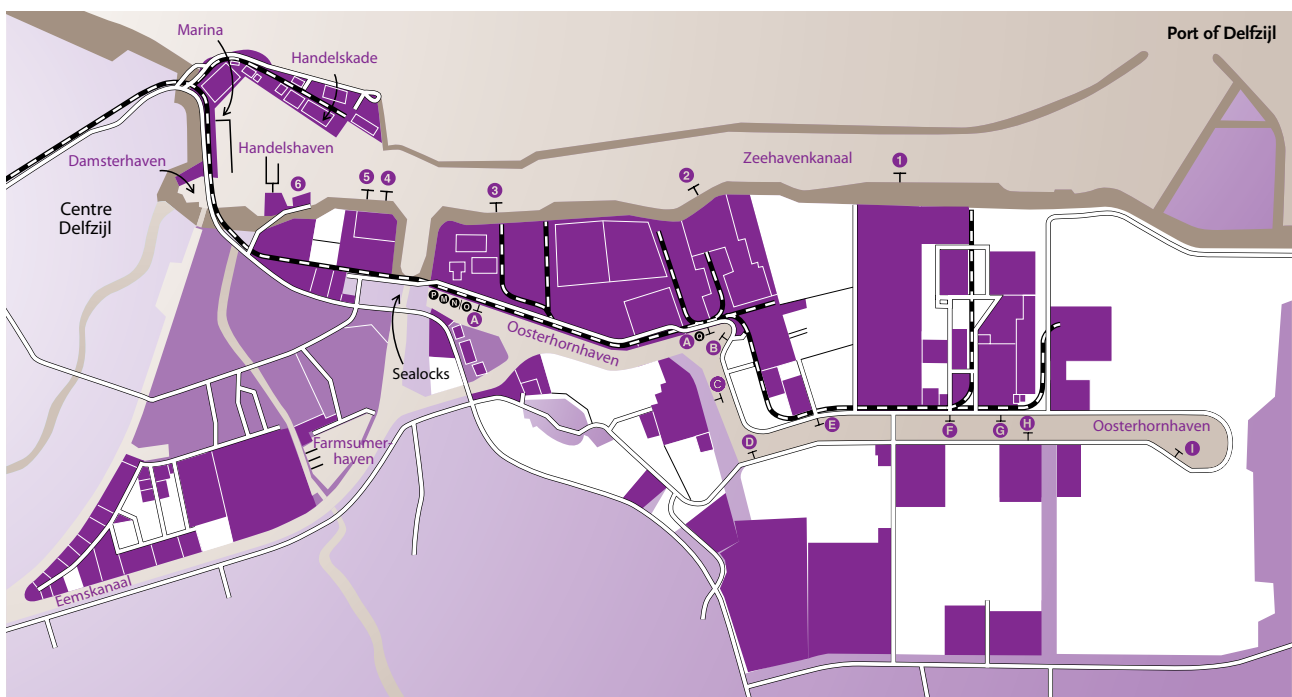 Port of Delfzijl
Marina
Handelskade
Damsterhaven
Handelshaven
Zeehavenkanaal
1
2
3
4
5
6
Centre
Delfzijl
P M N O
A
Oosterhornhaven
A
O
B
Sealocks
C
D
E
F
G
H
Oosterhornhaven
I
Farmsumer-
haven
Eemskanaal